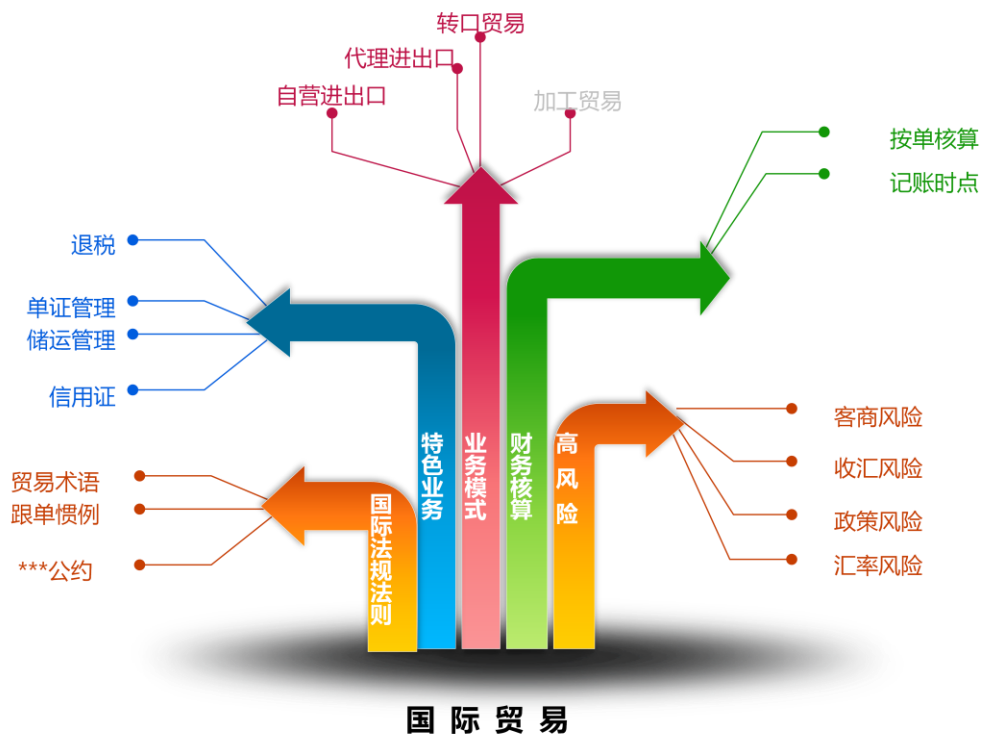 转口贸易
代理进出口
自营进出口
加工贸易
按单核算
记账时点
退税
单证管理
储运管理
信用证
客商风险
收汇风险
政策风险
汇率风险
贸易术语
跟单惯例
***公约
国际法规法则
特色业务
业务模式
财务核算
高风险
国际贸易